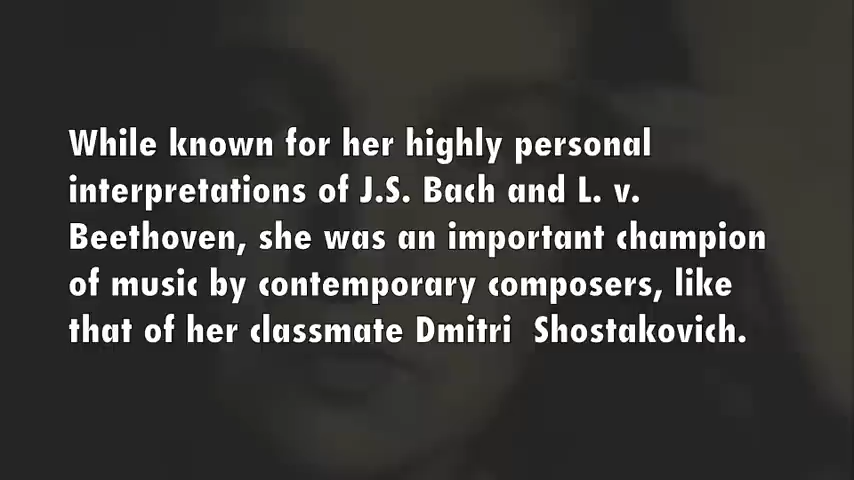 While known for her highly personal
interpretations of J.S. Bach and L. v.
Beethoven, she was an important champion
of music by contemporary composers, like
that of her classmate Dmitri  Shostakovich.